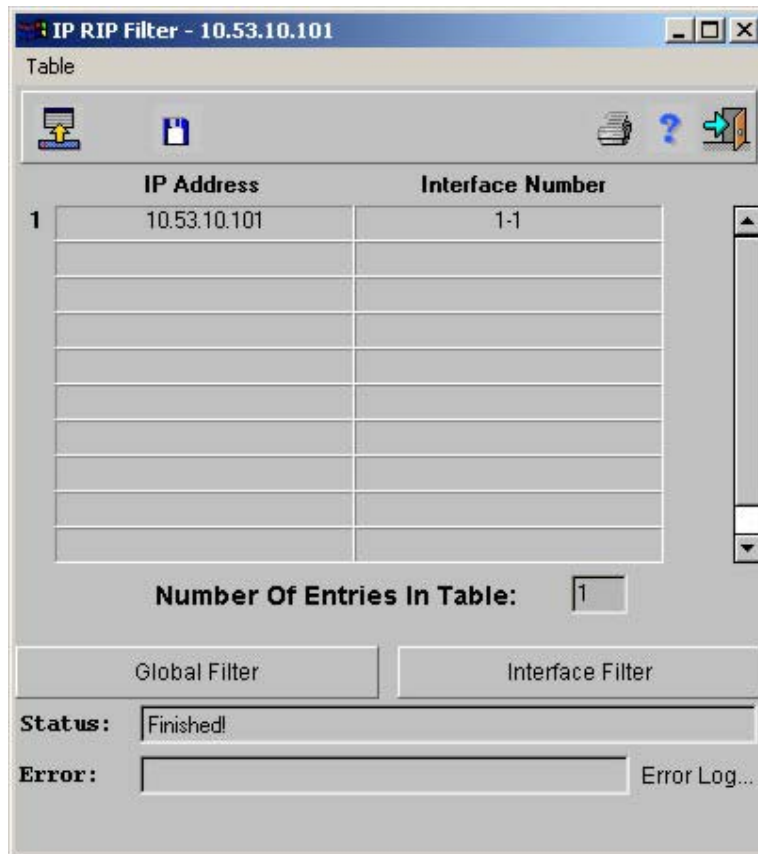 IP RIP Filter - 10.53.10.101
Table
IP Address Interface Number
1 10.53.10.101 1-1
Number Of Entries In Table: 1
Global Filter Interface Filter
Status: Finished!
Error: Error Log...